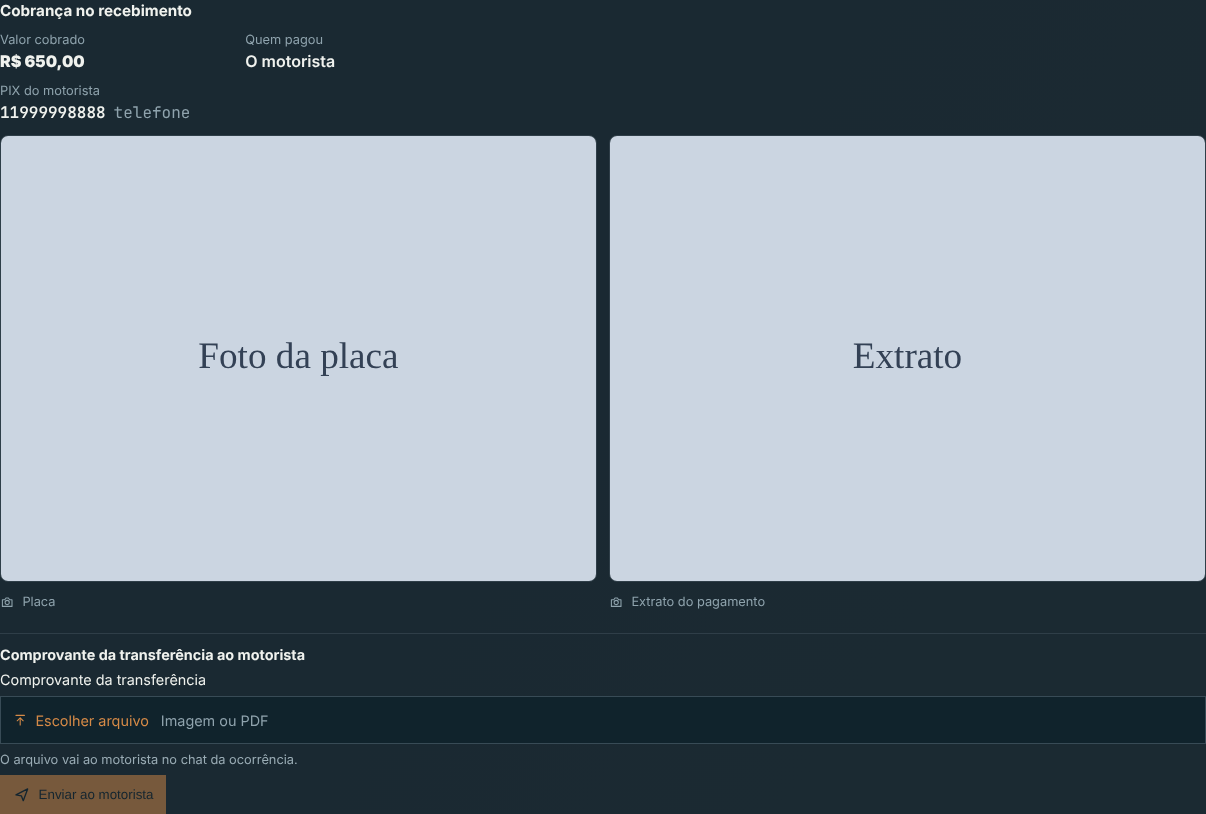 Cobrança no recebimento
Valor cobrado
R$ 650,00
Quem pagou
O motorista
PIX do motorista
11999998888 telefone
Foto da placa
Extrato
Placa
Extrato do pagamento
Comprovante da transferência ao motorista
Comprovante da transferência
Escolher arquivo Imagem ou PDF
O arquivo vai ao motorista no chat da ocorrência.
Enviar ao motorista